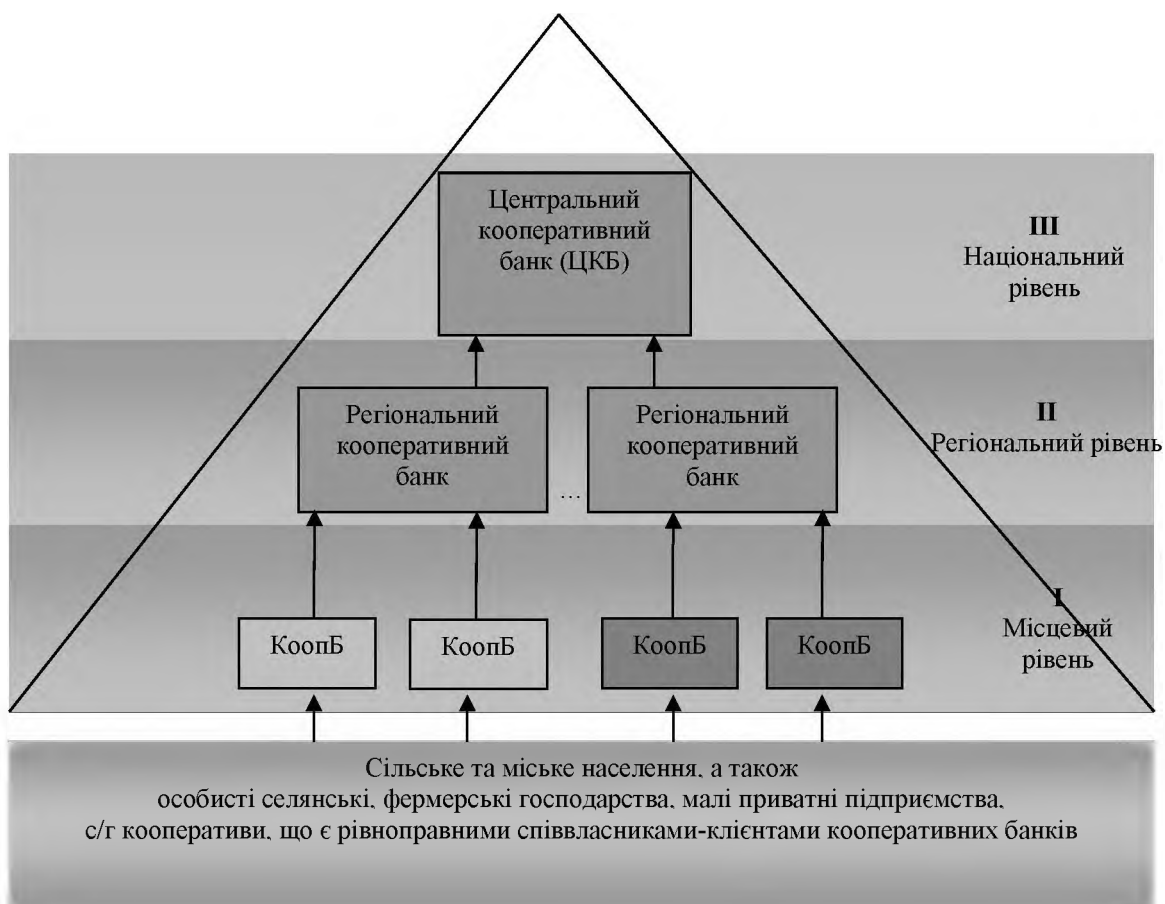 Центральний
кооперативний
банк (ЦКБ)
III
Національний
рівень
Регіональний
кооперативний
банк
...
Регіональний
кооперативний
банк
II
Регіональний рівень
КоопБ
КоопБ
КоопБ
КоопБ
I
Місцевий
рівень
Сільське та міське населення, а також
особисті селянські, фермерські господарства, малі приватні підприємства,
с/г кооперативи, що є рівноправними співвласниками-клієнтами кооперативних банків